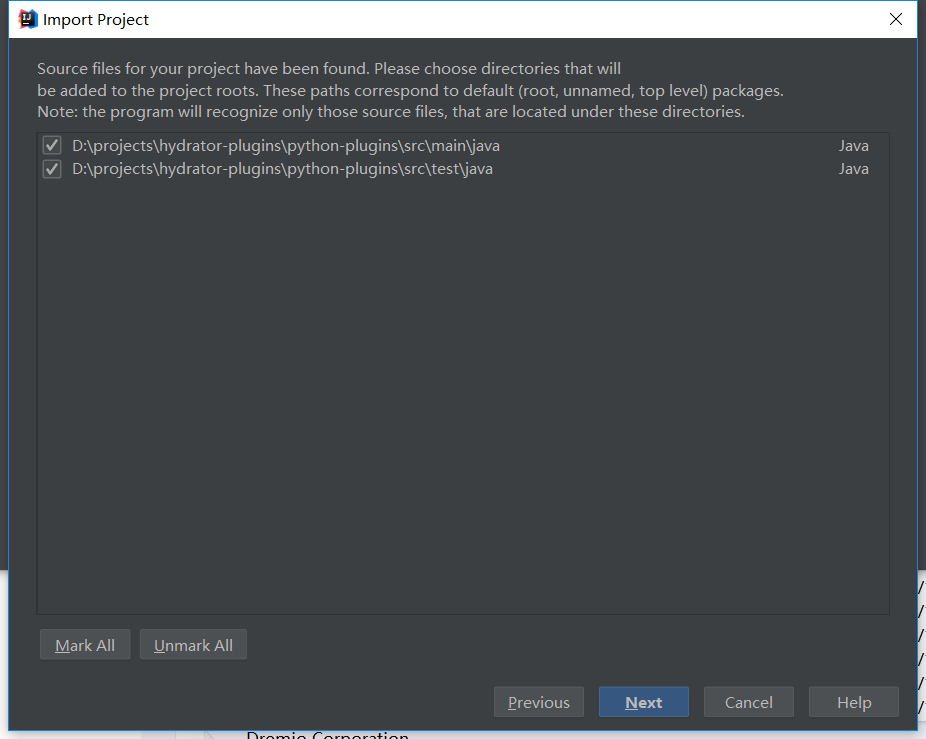 Import Project
Source files for your project have been found. Please choose directories that will
be added to the project roots. These paths correspond to default (root, unnamed, top level) packages.
Note: the program will recognize only those source files, that are located under these directories.
D:\projects\hydrator-plugins\python-plugins\src\main\java Java
D:\projects\hydrator-plugins\python-plugins\src\test\java Java
Mark All Unmark All
Previous Next Cancel Help
Dremio Corporation